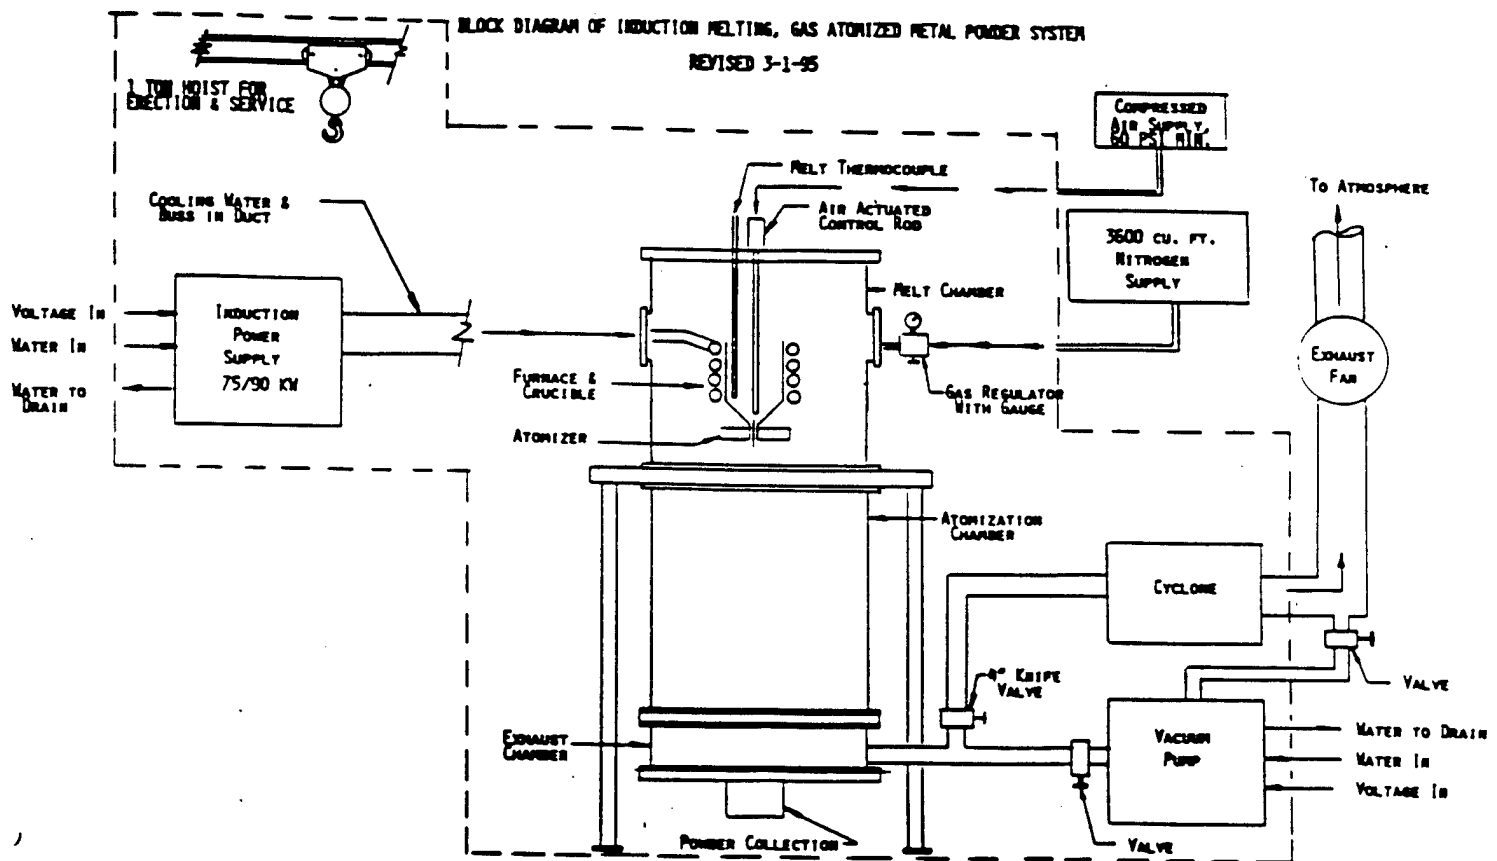 BLOCK DIAGRAM OF INDUCTION MELTING, GAS ATOMIZED METAL POWDER SYSTEM
REVISED 3-1-95
1 TON HOIST FOR
ERECTION & SERVICE
COMPRESSED
AIR SUPPLY,
60 PSI MIN.
MELT THERMOCOUPLE
TO ATMOSPHERE
COOLING WATER &
BUSS IN DUCT
AIR ACTUATED
CONTROL ROD
3600 CU. FT.
NITROGEN
SUPPLY
MELT CHAMBER
VOLTAGE IN
WATER IN
WATER TO
DRAIN
INDUCTION
POWER
SUPPLY
75/90 KW
EXHAUST
FAN
FURNACE &
CRUCIBLE
GAS REGULATOR
WITH GAUGE
ATOMIZER
ATOMIZATION
CHAMBER
CYCLONE
4" KNIFE
VALVE
VALVE
EXHAUST
CHAMBER
VACUUM
PUMP
WATER TO DRAIN
WATER IN
VOLTAGE IN
POWDER COLLECTION
VALVE